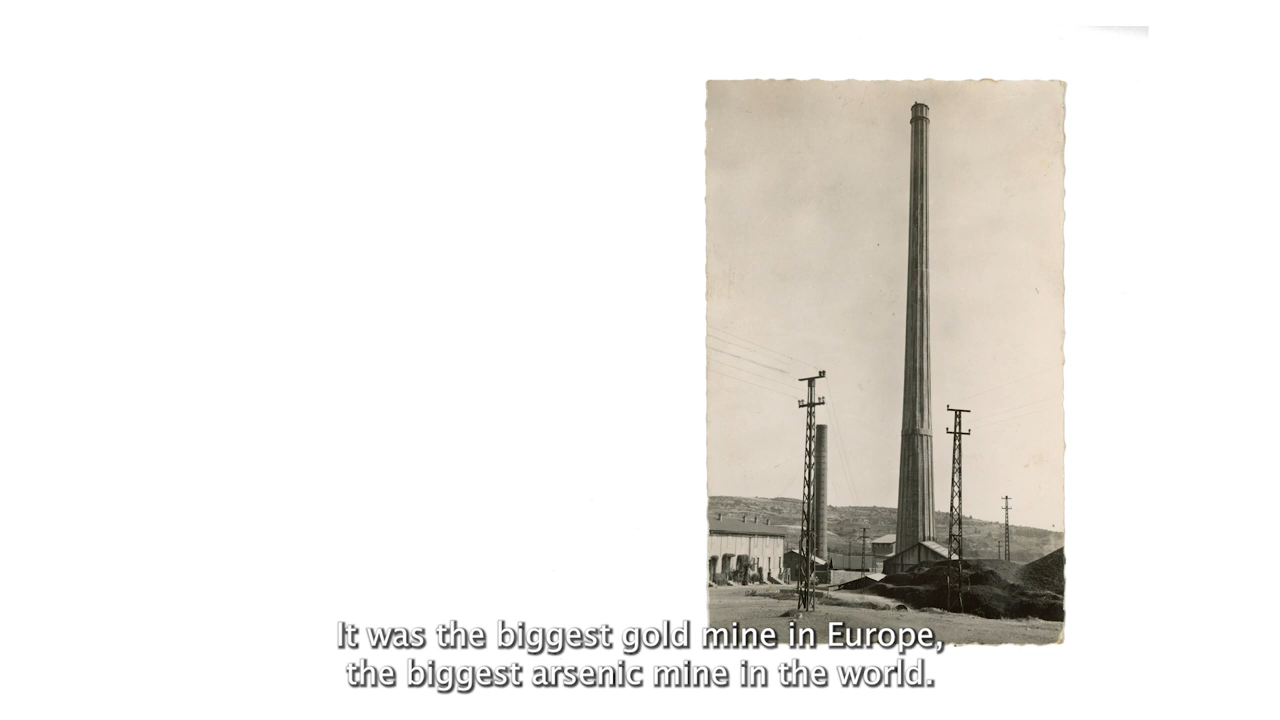 It was the biggest gold mine in Europe,
the biggest arsenic mine in the world.